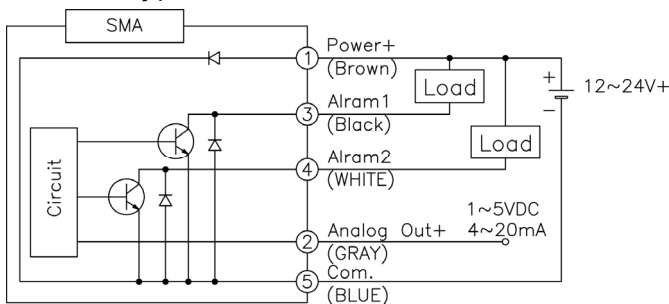 SMA
1 Power+
(Brown)
3 Alram1
(Black)
4 Alram2
(WHITE)
2 Analog Out+
(GRAY)
5 Com.
(BLUE)
Circuit
Load
Load
+
12~24V+
-
1~5VDC
4~20mA